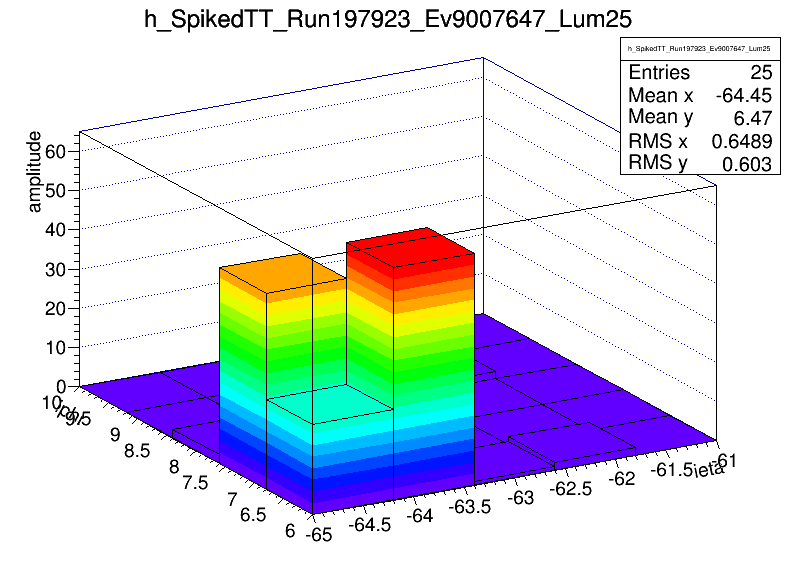 h_SpikedTT_Run197923_Ev9007647_Lum25
h_SpikedTT_Run197923_Ev9007647_Lum25
Entries 25
Mean x -64.45
Mean y 6.47
RMS x 0.6489
RMS y 0.603
amplitude
60
50
40
30
20
10
0
10
iphi
9.5
9
8.5
8
7.5
7
6.5
6
-65
-64.5
-64
-63.5
-63
-62.5
-62
-61.5
ieta
-61